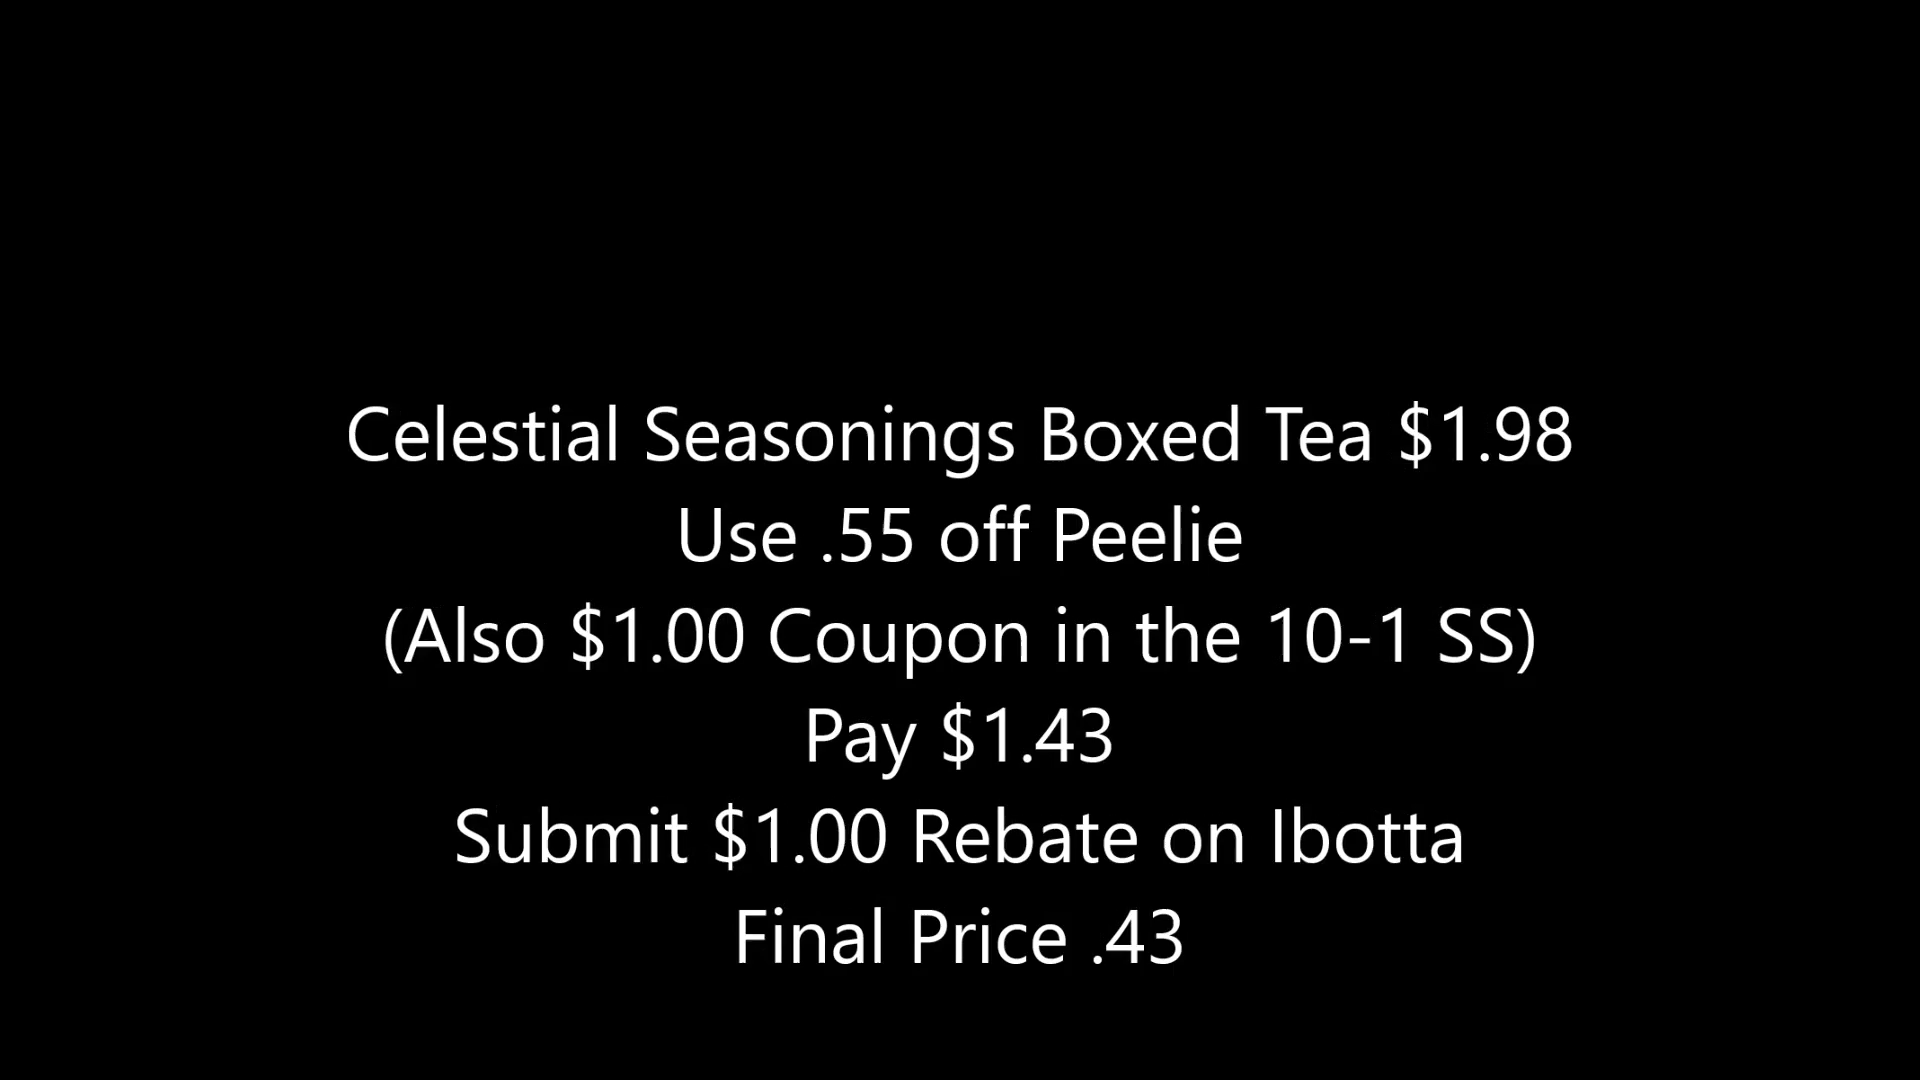 Celestial Seasonings Boxed Tea $1.98
Use .55 off Peelie
(Also $1.00 Coupon in the 10-1 SS)
Pay $1.43
Submit $1.00 Rebate on Ibotta
Final Price .43